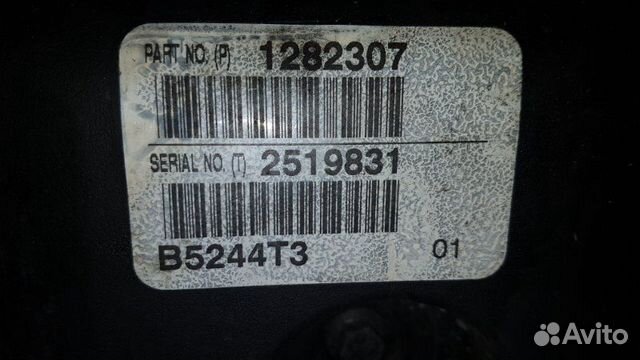 PART NO. (P) 1282307
SERIAL NO. (T) 2519831
B5244T3 01
Avito